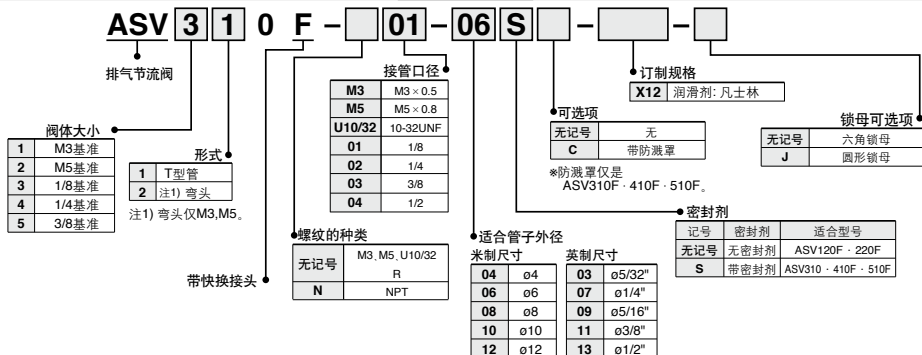 ASV 3 1 0 F - 01 - 06 S - -
排气节流阀
阀体大小
1 M3基准
2 M5基准
3 1/8基准
4 1/4基准
5 3/8基准
形式
1 T型管
2 注1) 弯头
注1) 弯头仅M3,M5。
带快换接头
螺纹的种类
无记号 M3、M5、U10/32
R
N NPT
接管口径
M3 M3×0.5
M5 M5×0.8
U10/32 10-32UNF
01 1/8
02 1/4
03 3/8
04 1/2
适合管子外径
米制尺寸
04 ø4
06 ø6
08 ø8
10 ø10
12 ø12
英制尺寸
03 ø5/32"
07 ø1/4"
09 ø5/16"
11 ø3/8"
13 ø1/2"
密封剂
记号 密封剂 适合型号
无记号 无密封剂 ASV120F · 220F
S 带密封剂 ASV310 · 410F · 510F
可选项
无记号 无
C 带防溅罩
※防溅罩仅是
ASV310F · 410F · 510F。
订制规格
X12 润滑剂: 凡士林
锁母可选项
无记号 六角锁母
J 圆形锁母